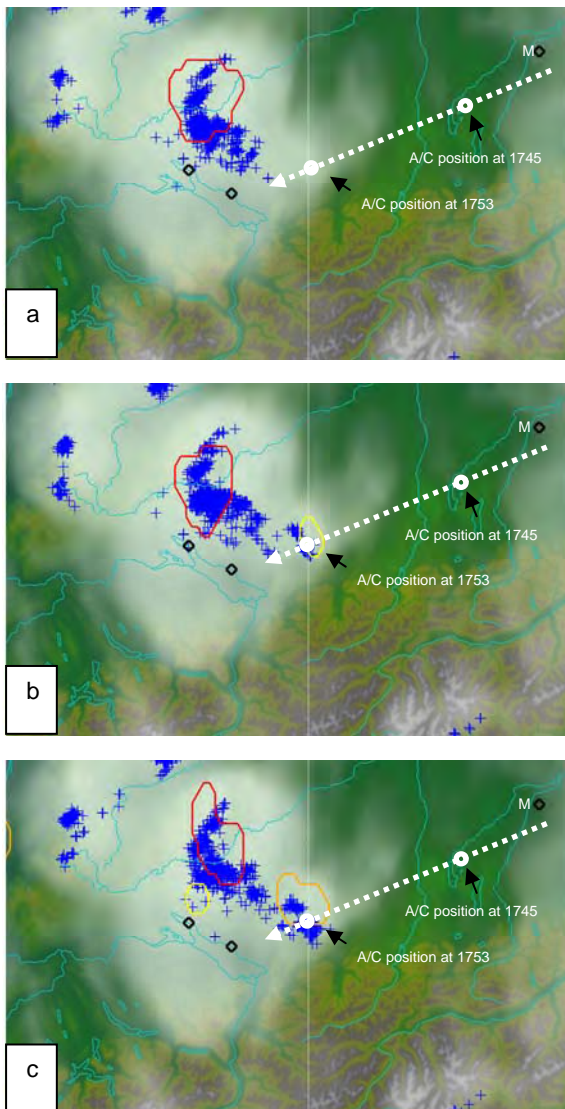 M
A/C position at 1745
A/C position at 1753
a
M
A/C position at 1745
A/C position at 1753
b
M
A/C position at 1745
A/C position at 1753
c